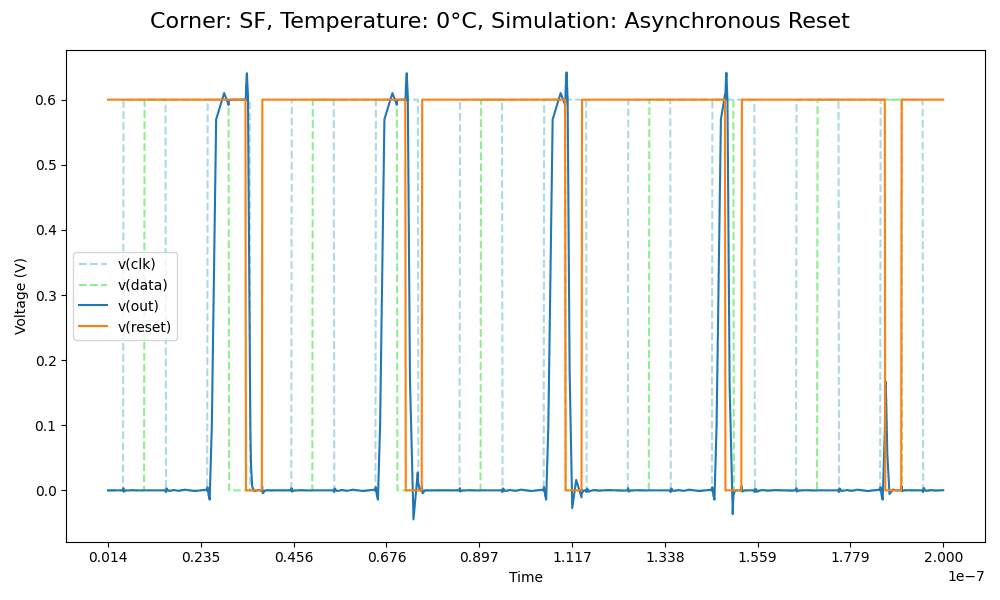 Corner: SF, Temperature: 0°C, Simulation: Asynchronous Reset
0.6
0.5
0.4
0.3
0.2
0.1
0.0
Voltage (V)
v(clk)
v(data)
v(out)
v(reset)
0.014 0.235 0.456 0.676 0.897 1.117 1.338 1.559 1.779 2.000
1e−7
Time